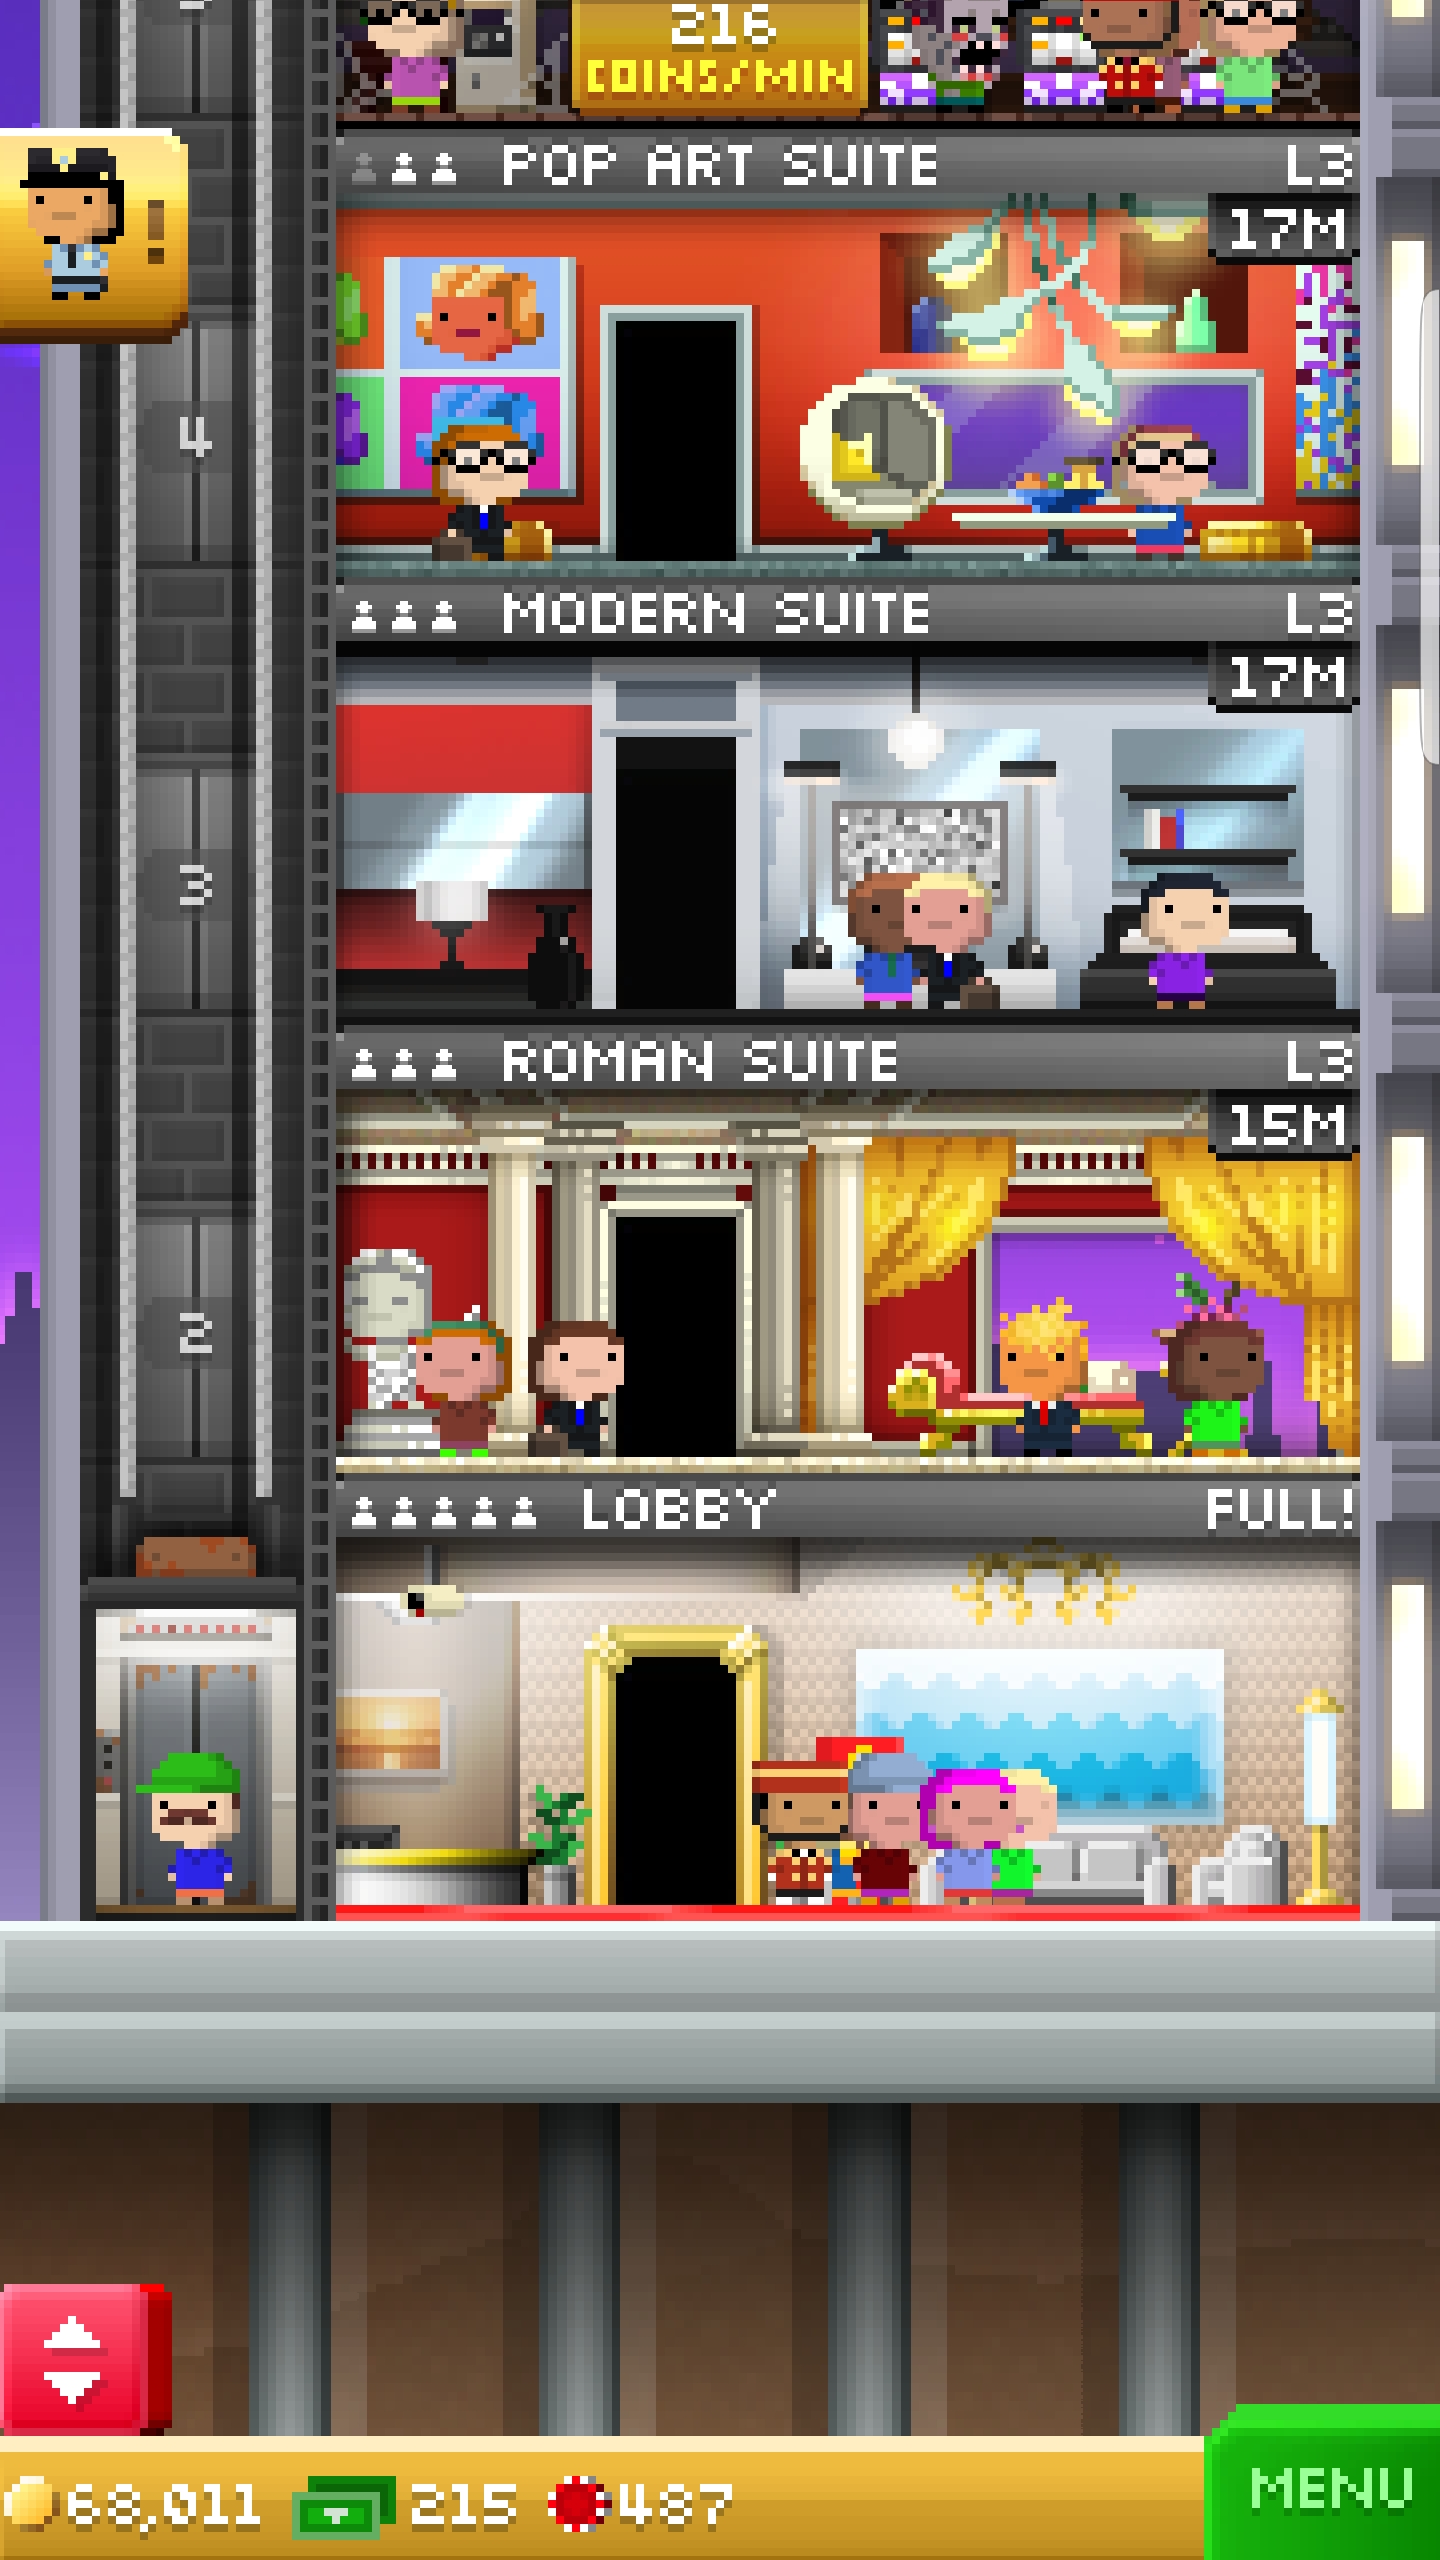 216
COINS/MIN
POP ART SUITE L3
17M
!
4
MODERN SUITE L3
17M
3
ROMAN SUITE L3
15M
2
LOBBY FULL!
68,011 215 487
MENU